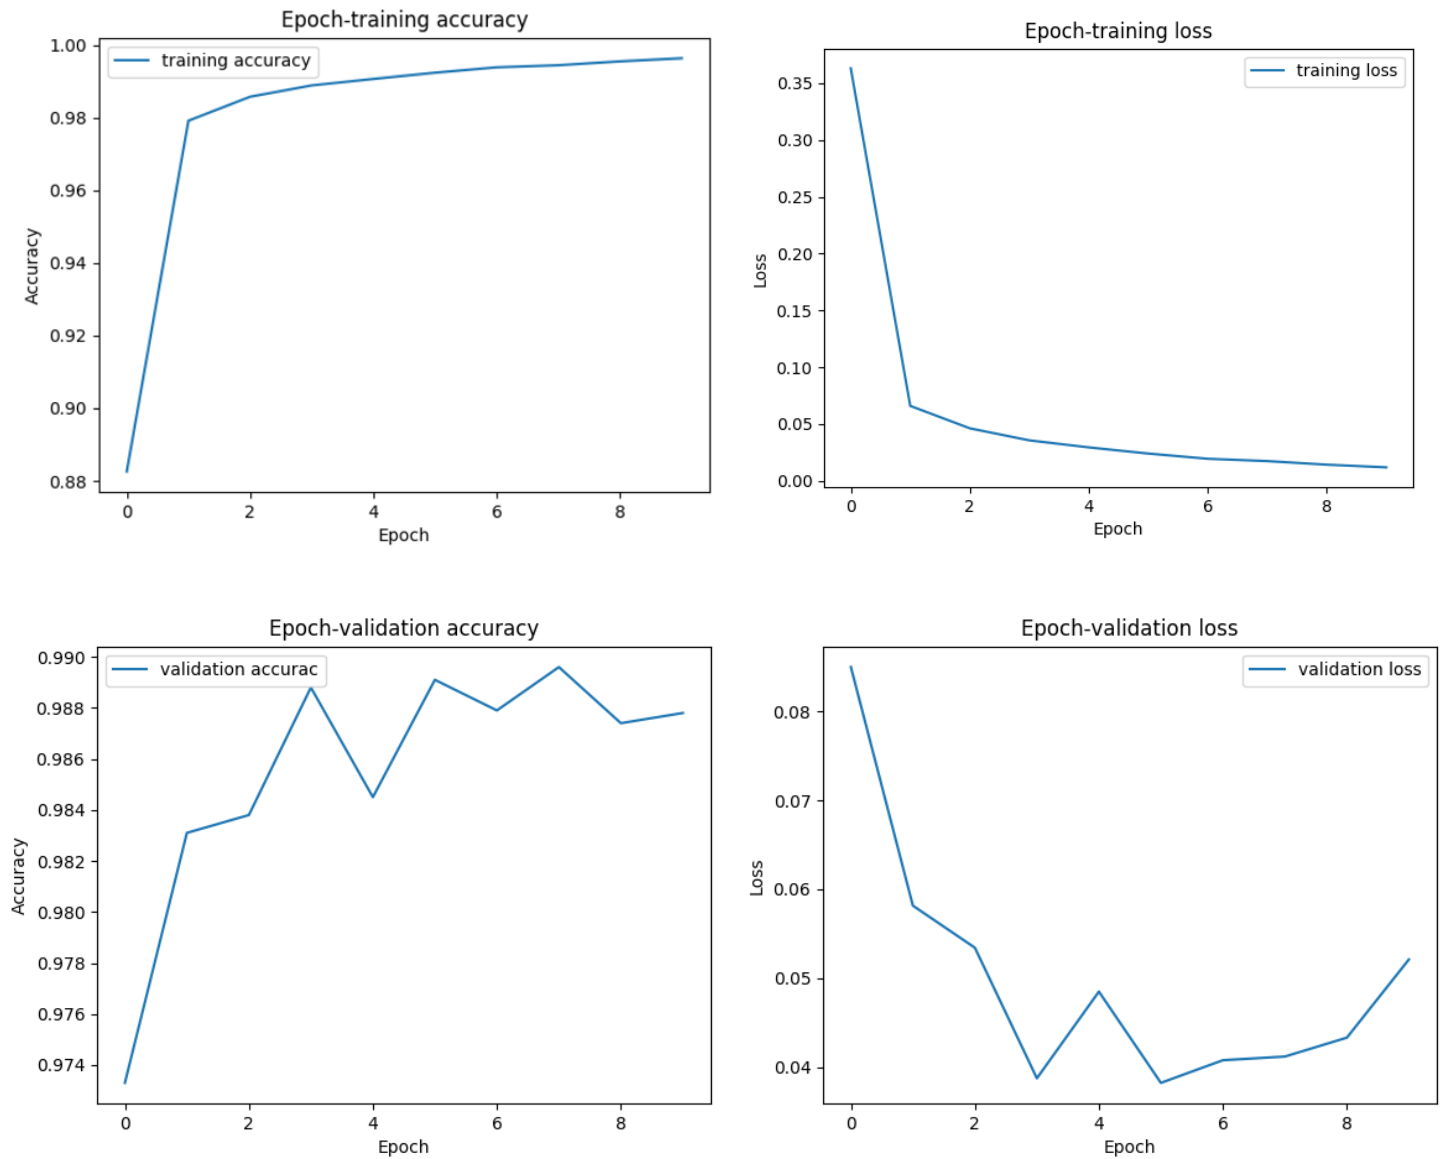 Epoch-training accuracy
training accuracy
1.00
0.98
0.96
0.94
0.92
0.90
0.88
Accuracy
0 2 4 6 8
Epoch
Epoch-training loss
training loss
0.35
0.30
0.25
0.20
0.15
0.10
0.05
0.00
Loss
0 2 4 6 8
Epoch
Epoch-validation accuracy
validation accurac
0.990
0.988
0.986
0.984
0.982
0.980
0.978
0.976
0.974
Accuracy
0 2 4 6 8
Epoch
Epoch-validation loss
validation loss
0.08
0.07
0.06
0.05
0.04
Loss
0 2 4 6 8
Epoch